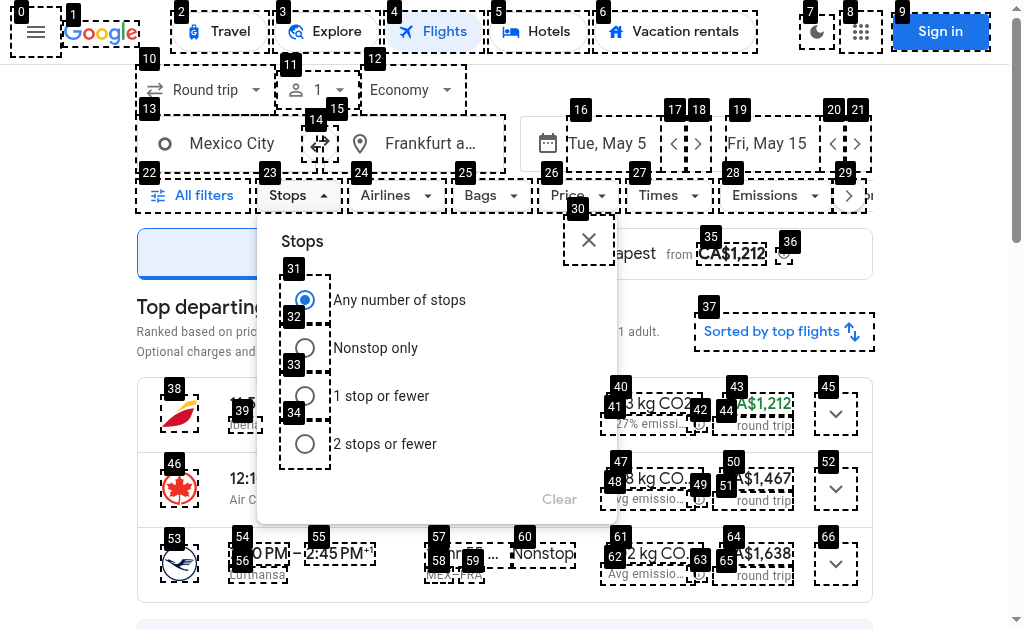 0
1
2
3
4
5
6
7
8
9
Google
Travel
Explore
Flights
Hotels
Vacation rentals
Sign in
10
11
12
Round trip
1
Economy
13
14
15
16
17
18
19
20
21
Mexico City
Frankfurt a...
Tue, May 5
Fri, May 15
22
23
24
25
26
27
28
29
All filters
Stops
Airlines
Bags
Price
Times
Emissions
30
Stops
31
Any number of stops
32
Nonstop only
33
1 stop or fewer
34
2 stops or fewer
Clear
from
CA$1,212
35
36
Top departing
Ranked based on pric
1 adult.
Optional charges and
37
Sorted by top flights
38
39
Iberia
40
kg CO2
41
27% emissi...
42
43
A$1,212
44
round trip
45
46
12:1
Air C
47
kg CO...
48
vg emissio...
49
50
A$1,467
51
round trip
52
53
54
0 PM – 2:45 PM+1
55
56
Lufthansa
57
58
59
MEX–FRA
60
Nonstop
61
2 kg CO...
62
Avg emissio...
63
64
A$1,638
65
round trip
66